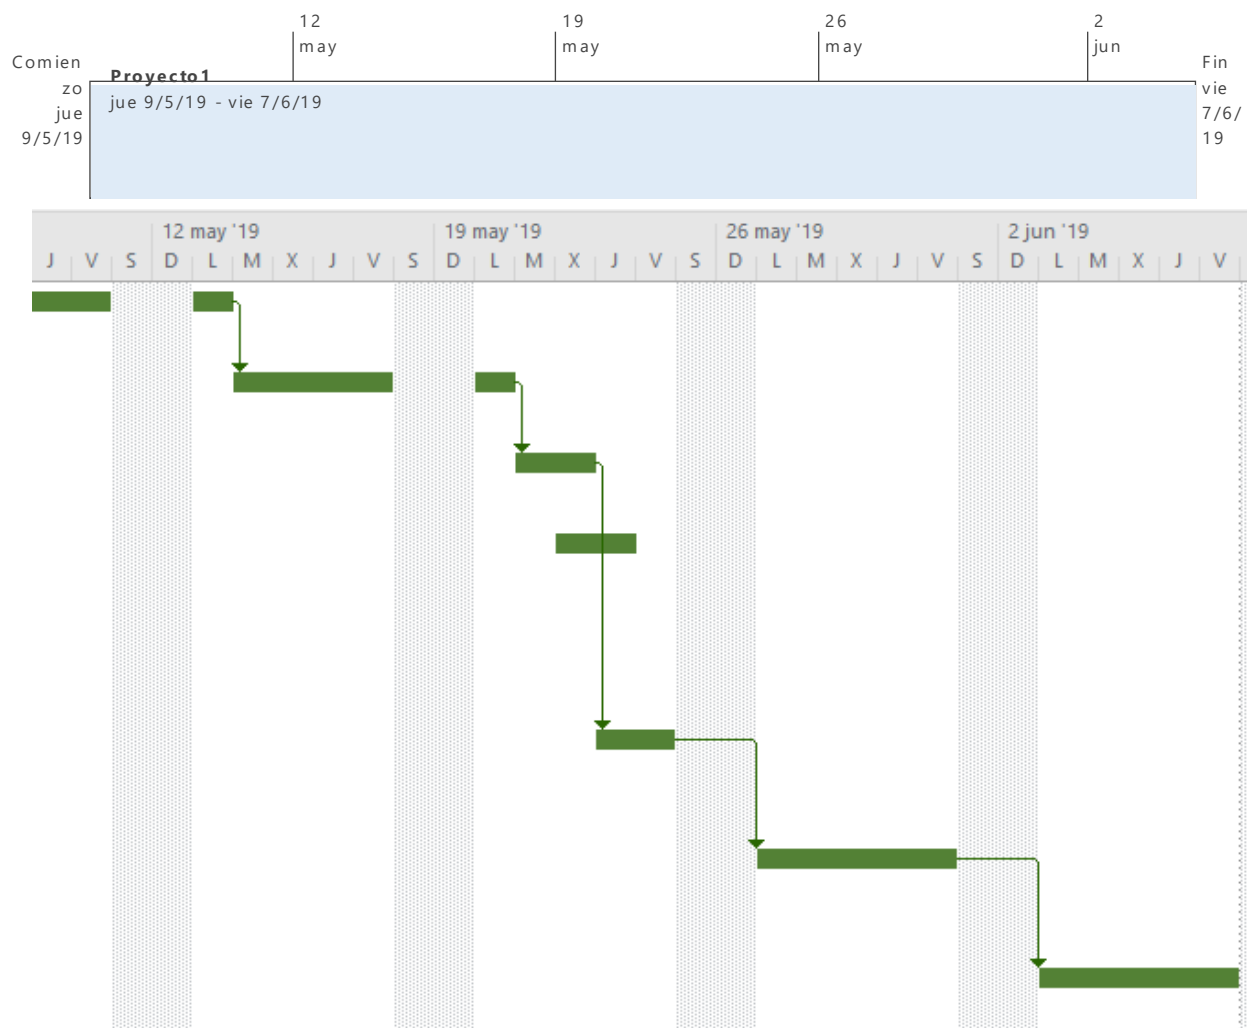 12
may
19
may
26
may
2
jun
Comien
zo
jue
9/5/19
Proyecto1
jue 9/5/19 - vie 7/6/19
Fin
vie
7/6/
19
12 may '19
19 may '19
26 may '19
2 jun '19
J V S D L M X J V S D L M X J V S D L M X J V S D L M X J V